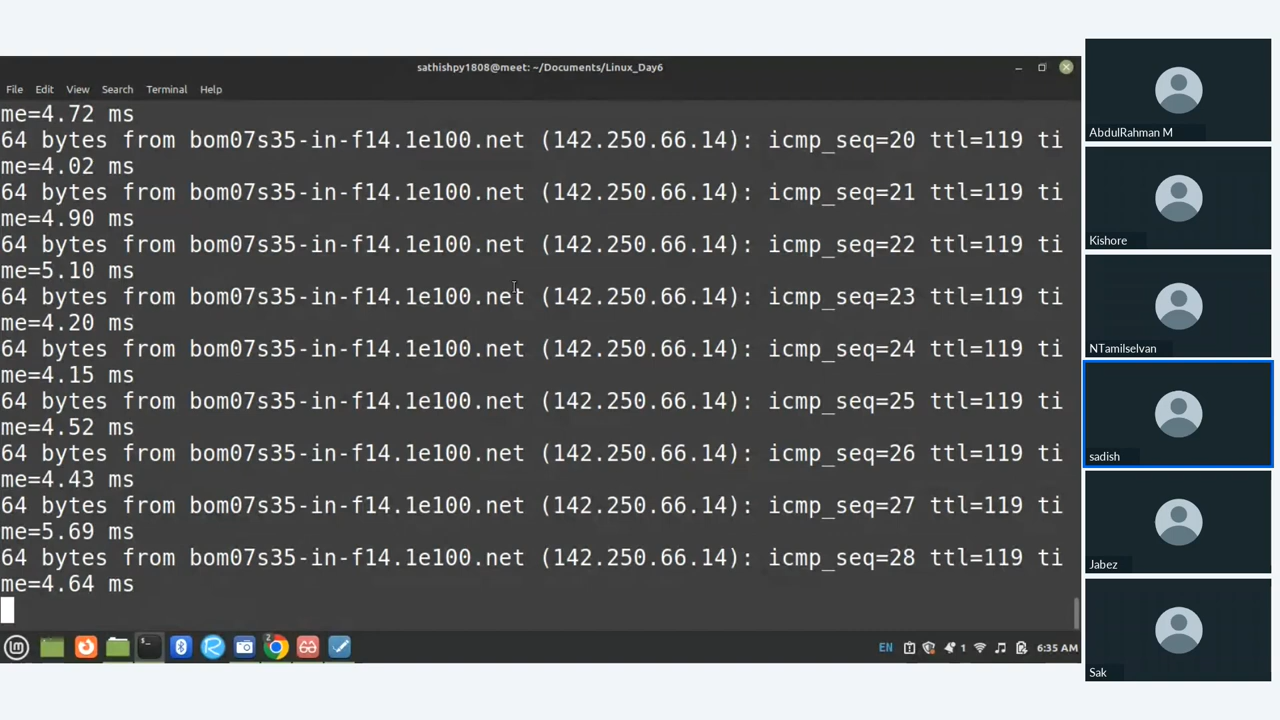 sathishpy1808@meet: ~/Documents/Linux_Day6
File Edit View Search Terminal Help
me=4.72 ms
64 bytes from bom07s35-in-f14.1e100.net (142.250.66.14): icmp_seq=20 ttl=119 ti
me=4.02 ms
64 bytes from bom07s35-in-f14.1e100.net (142.250.66.14): icmp_seq=21 ttl=119 ti
me=4.90 ms
64 bytes from bom07s35-in-f14.1e100.net (142.250.66.14): icmp_seq=22 ttl=119 ti
me=5.10 ms
64 bytes from bom07s35-in-f14.1e100.net (142.250.66.14): icmp_seq=23 ttl=119 ti
me=4.20 ms
64 bytes from bom07s35-in-f14.1e100.net (142.250.66.14): icmp_seq=24 ttl=119 ti
me=4.15 ms
64 bytes from bom07s35-in-f14.1e100.net (142.250.66.14): icmp_seq=25 ttl=119 ti
me=4.52 ms
64 bytes from bom07s35-in-f14.1e100.net (142.250.66.14): icmp_seq=26 ttl=119 ti
me=4.43 ms
64 bytes from bom07s35-in-f14.1e100.net (142.250.66.14): icmp_seq=27 ttl=119 ti
me=5.69 ms
64 bytes from bom07s35-in-f14.1e100.net (142.250.66.14): icmp_seq=28 ttl=119 ti
me=4.64 ms
2
EN 1 6:35 AM
AbdulRahman M
Kishore
NTamilselvan
sadish
Jabez
Sak